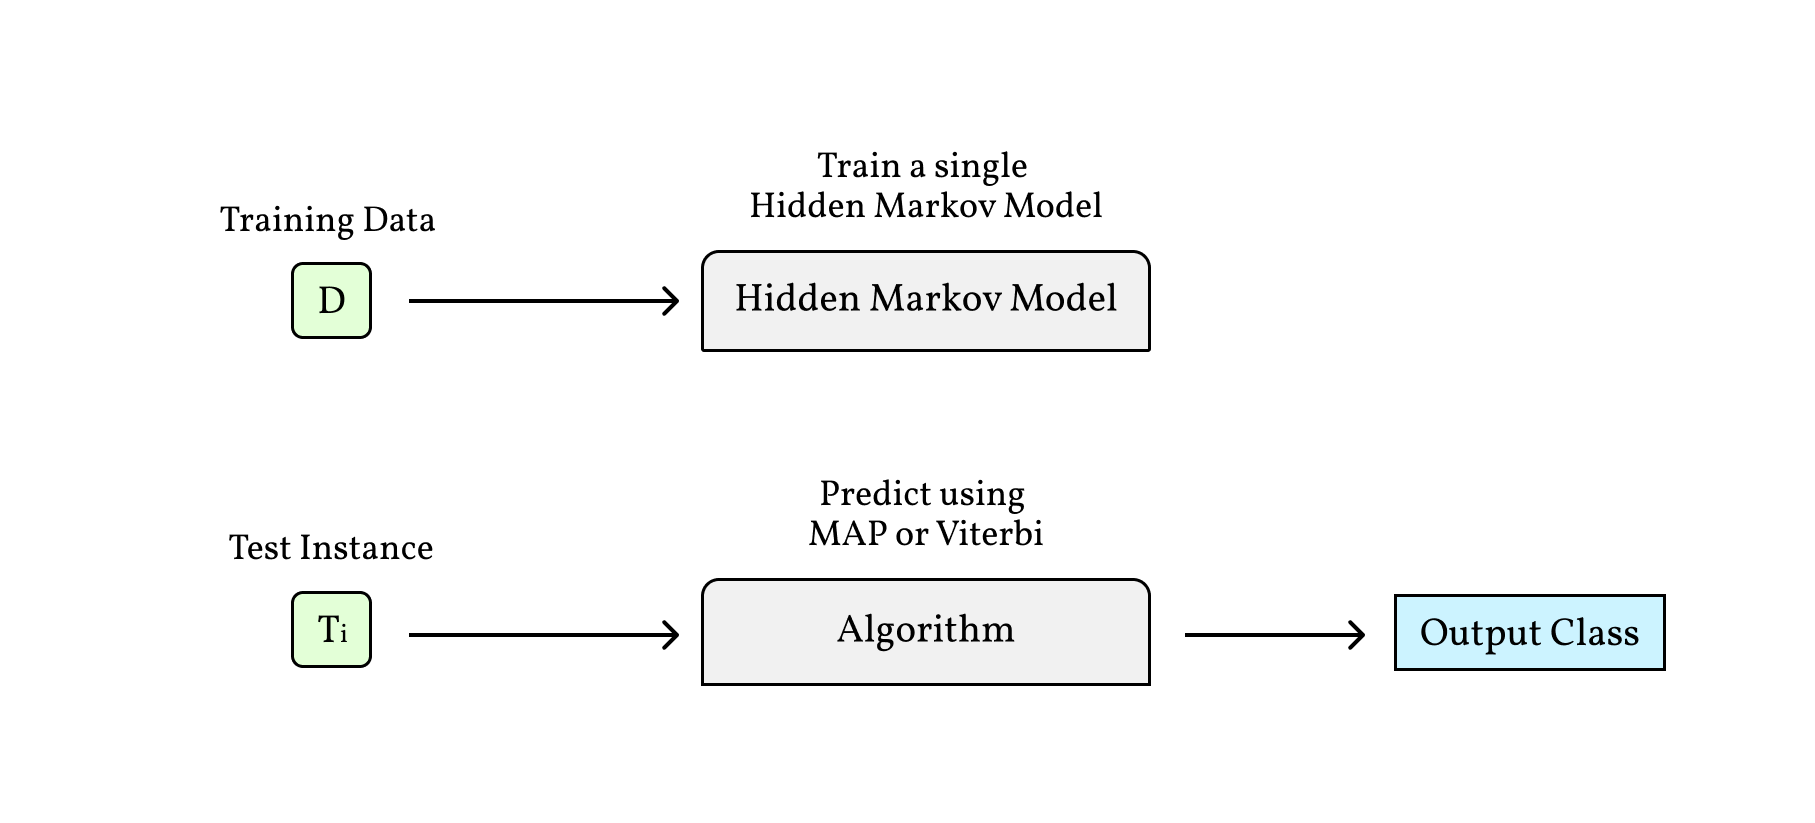 Train a single
Hidden Markov Model
Training Data
D
Hidden Markov Model
Predict using
MAP or Viterbi
Test Instance
Ti
Algorithm
Output Class